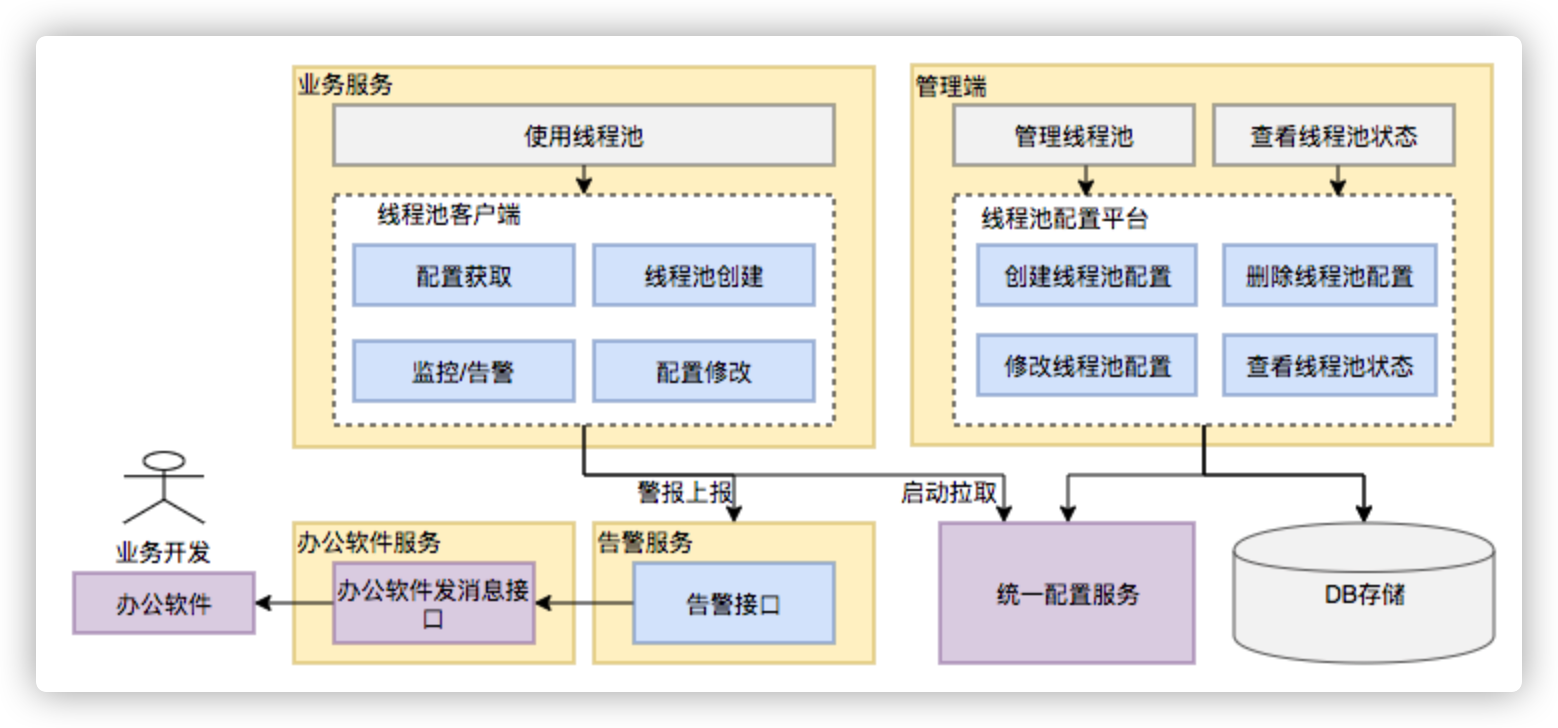 业务服务
使用线程池
线程池客户端
配置获取
线程池创建
监控/告警
配置修改
管理端
管理线程池
查看线程池状态
线程池配置平台
创建线程池配置
删除线程池配置
修改线程池配置
查看线程池状态
警报上报
启动拉取
业务开发
办公软件
办公软件服务
办公软件发消息接
口
告警服务
告警接口
统一配置服务
DB存储